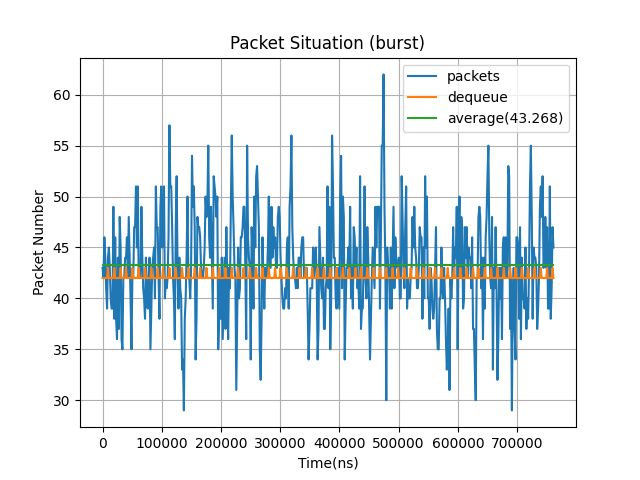 Packet Situation (burst)
packets
dequeue
average(43.268)
Packet Number
60
55
50
45
40
35
30
0 100000 200000 300000 400000 500000 600000 700000
Time(ns)